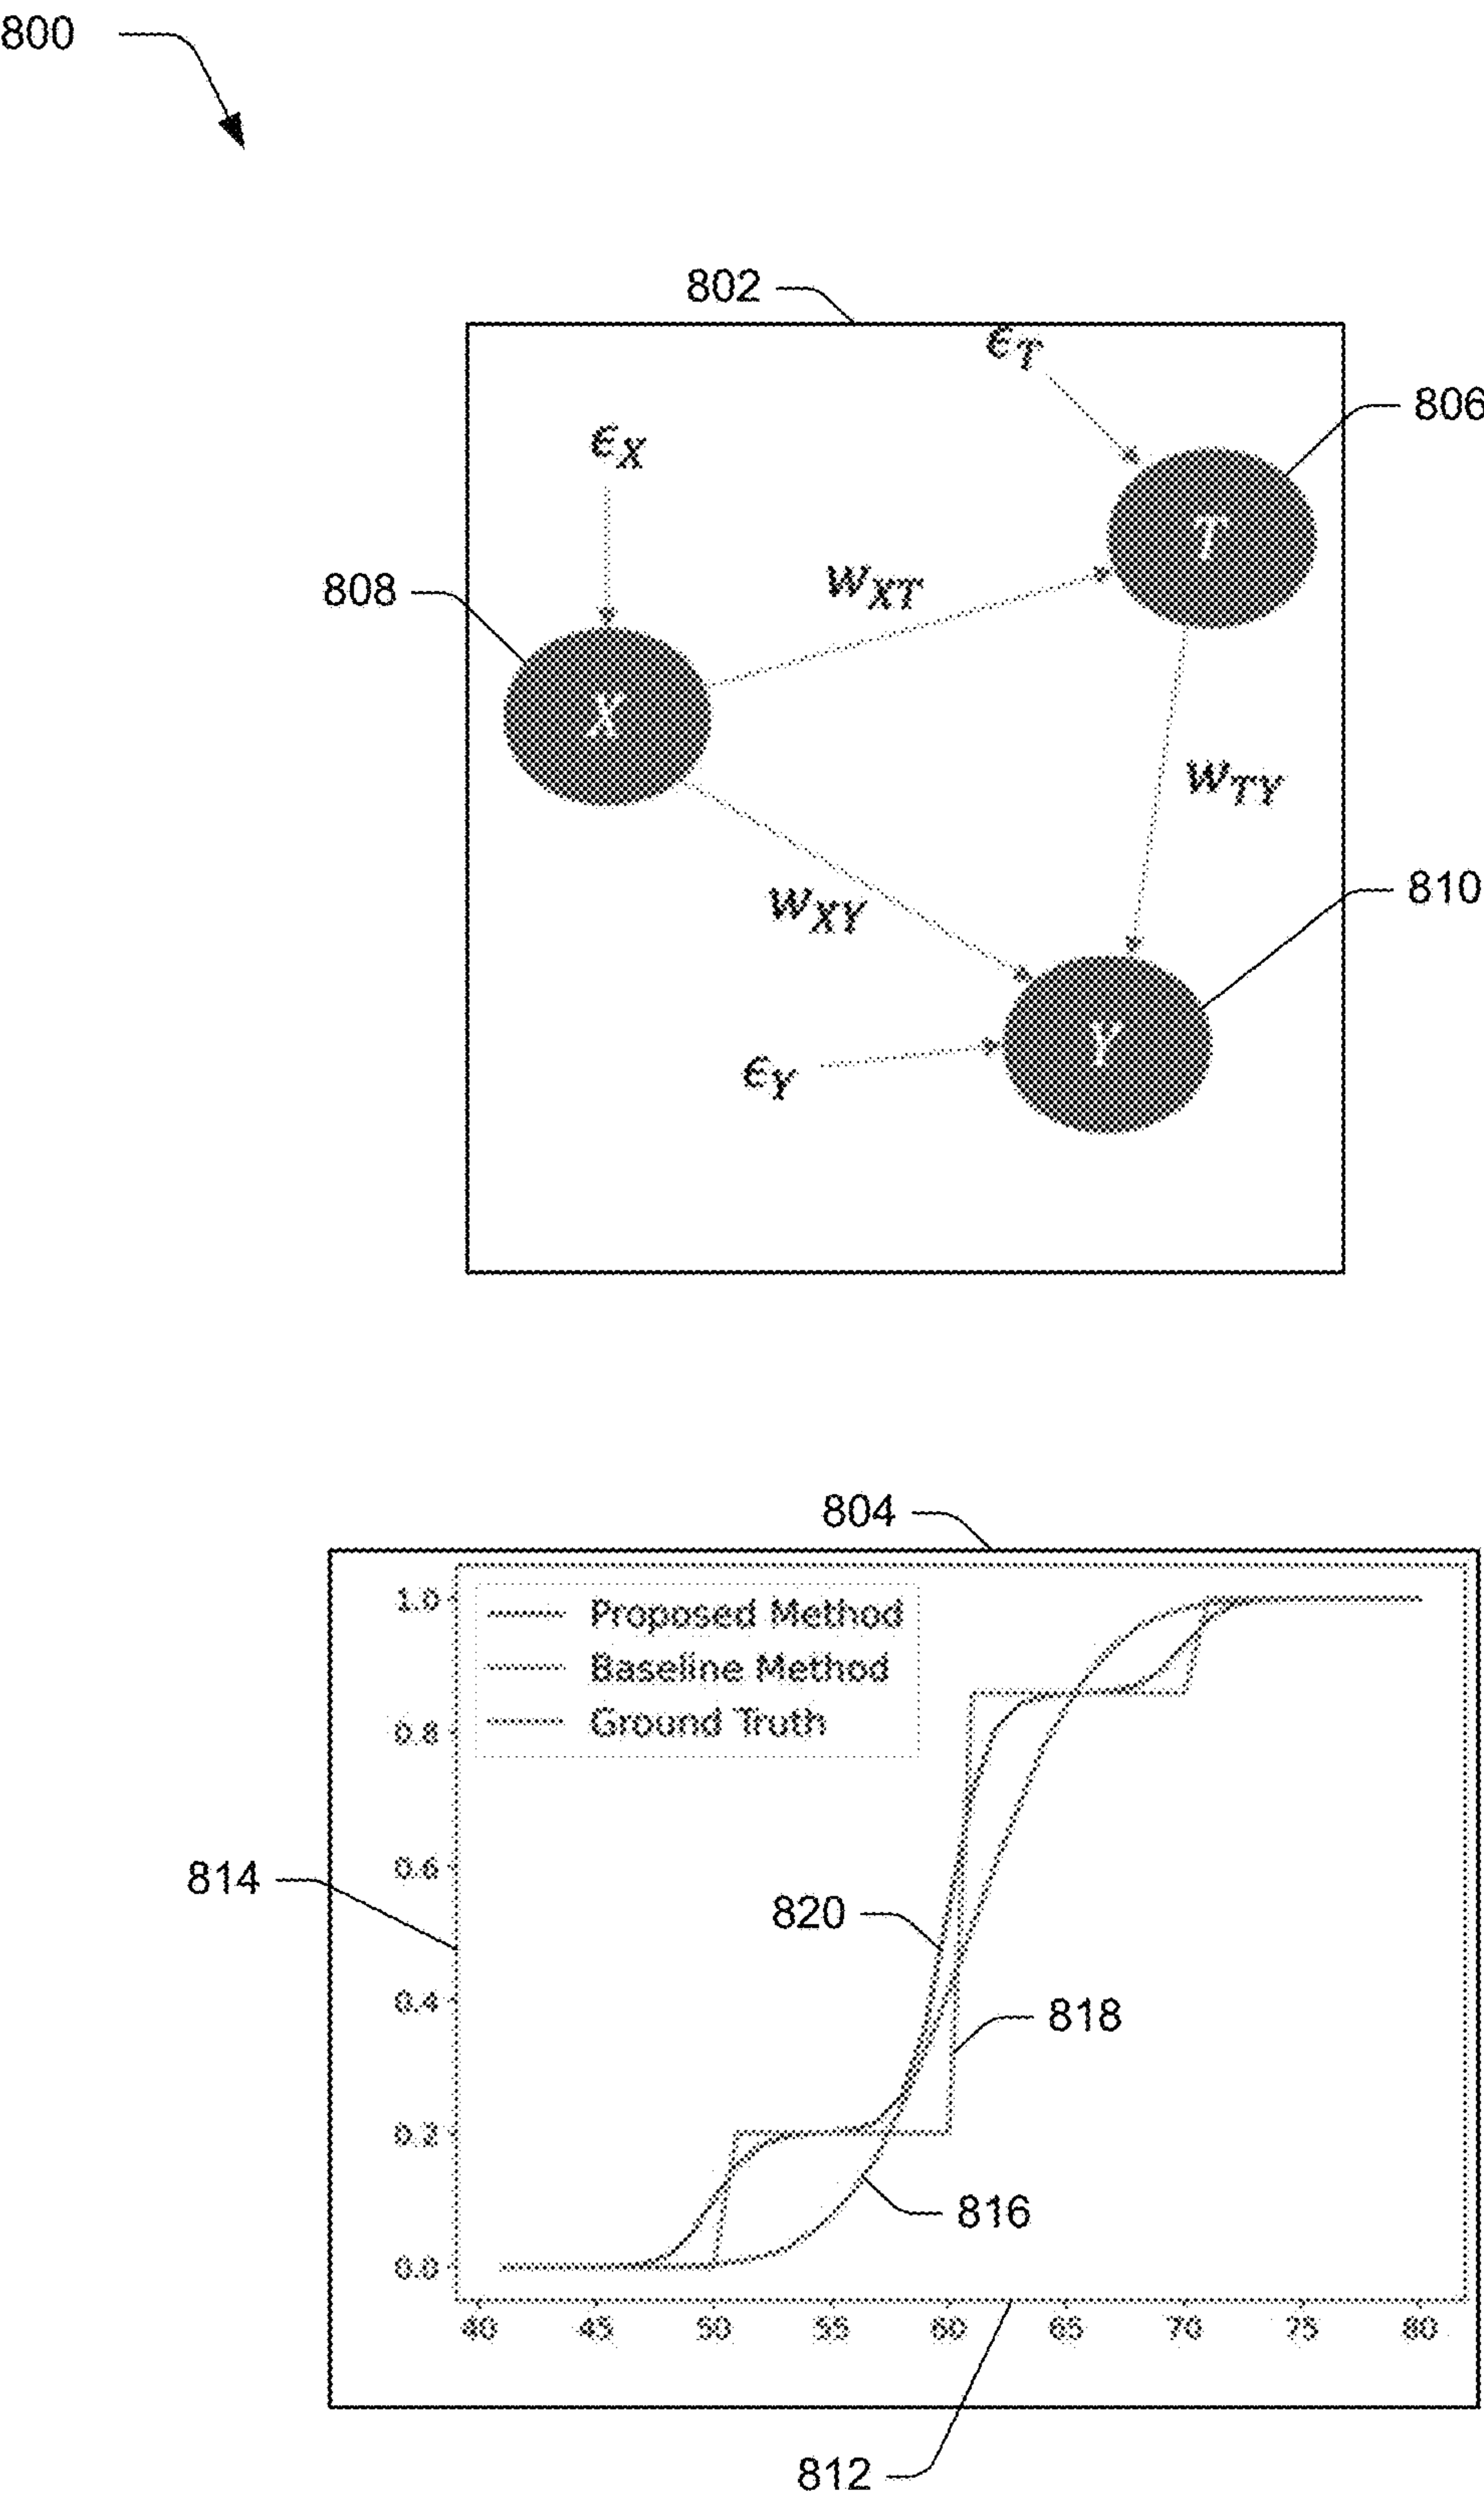 800
802
ϵT
806
ϵX
808
WXT
T
X
WTY
810
WXY
Y
ϵY
804
1.0
Proposed Method
Baseline Method
0.8
Ground Truth
814
0.6
820
0.4
818
0.2
816
0.0
40 45 50 55 60 65 70 75 80
812